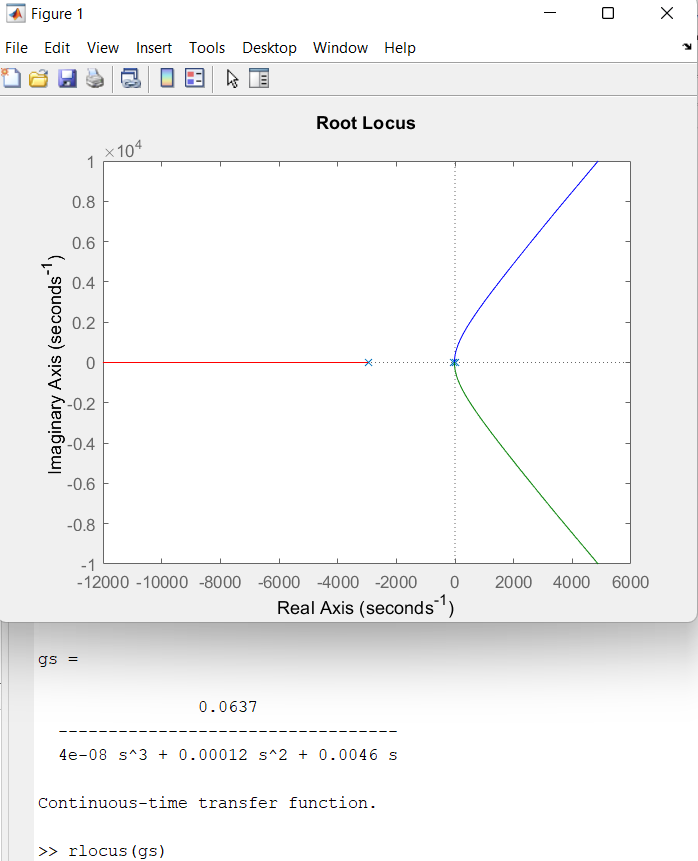 Figure 1
File Edit View Insert Tools Desktop Window Help
Root Locus
×10^4
1
0.8
0.6
0.4
0.2
0
-0.2
-0.4
-0.6
-0.8
-1
Imaginary Axis (seconds^-1)
-12000 -10000 -8000 -6000 -4000 -2000 0 2000 4000 6000
Real Axis (seconds^-1)
gs =
0.0637
----------------------------------
4e-08 s^3 + 0.00012 s^2 + 0.0046 s
Continuous-time transfer function.
>> rlocus(gs)